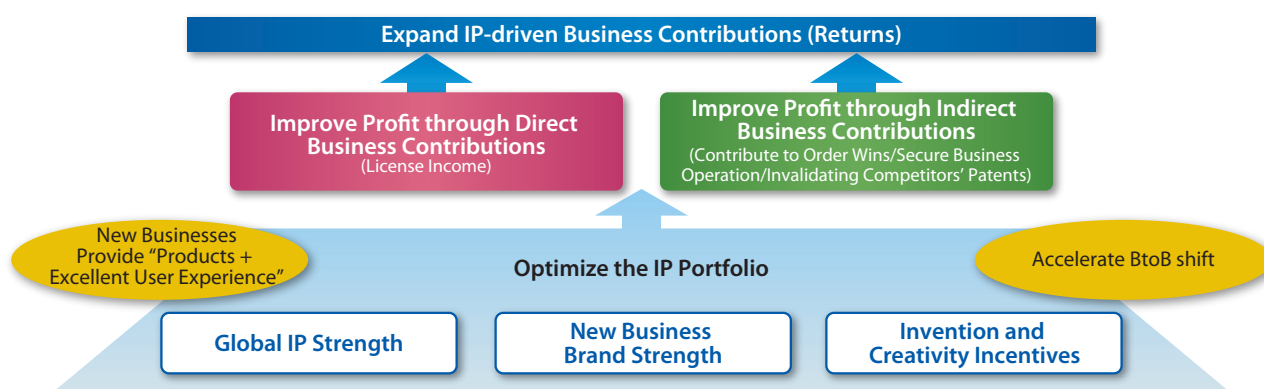 Expand IP-driven Business Contributions (Returns)
Improve Profit through Direct
Business Contributions
(License Income)
Improve Profit through Indirect
Business Contributions
(Contribute to Order Wins/Secure Business
Operation/Invalidating Competitors’ Patents)
New Businesses
Provide “Products +
Excellent User Experience”
Optimize the IP Portfolio
Accelerate BtoB shift
Global IP Strength
New Business
Brand Strength
Invention and
Creativity Incentives